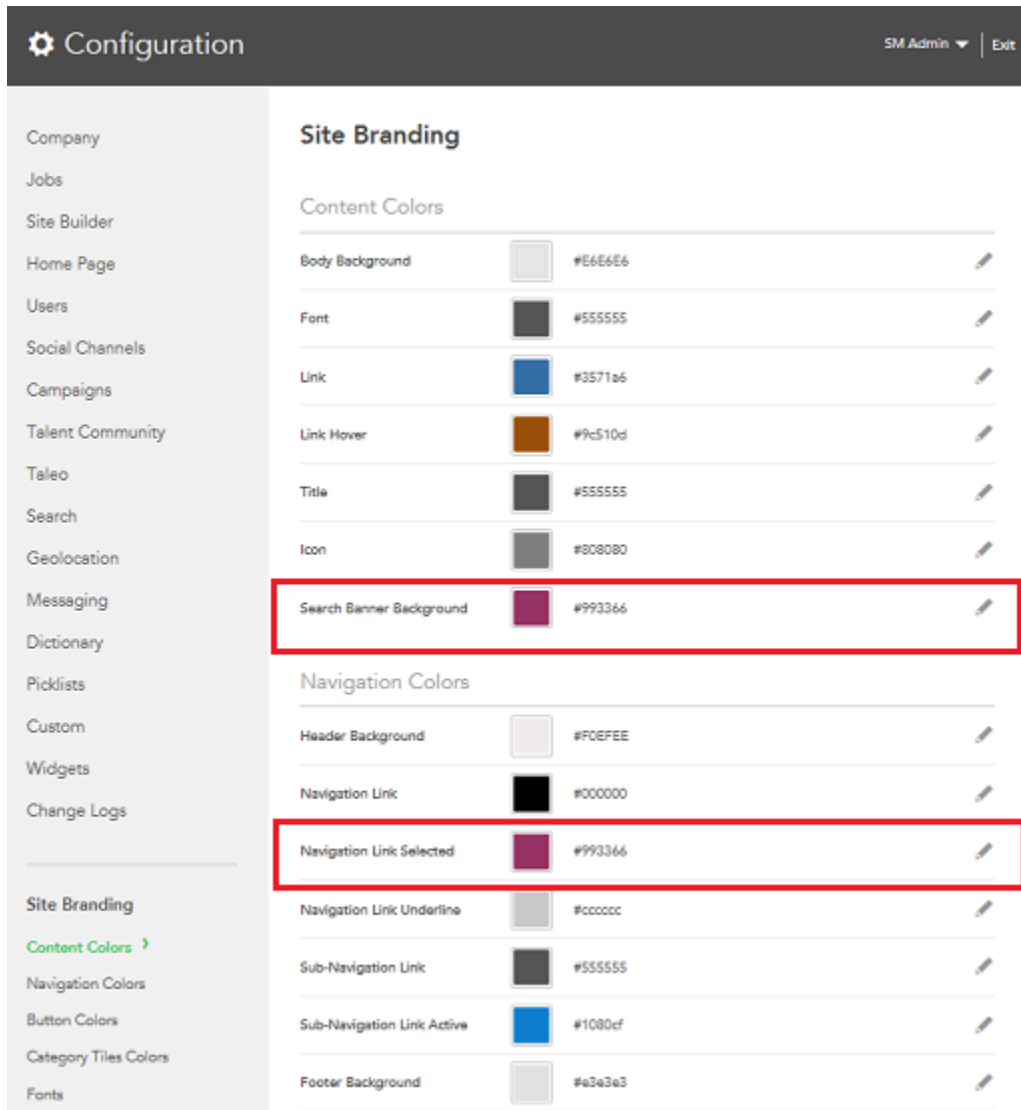 Configuration
SM Admin
Exit
Company
Jobs
Site Builder
Home Page
Users
Social Channels
Campaigns
Talent Community
Taleo
Search
Geolocation
Messaging
Dictionary
Picklists
Custom
Widgets
Change Logs
Site Branding
Content Colors
Navigation Colors
Button Colors
Category Tiles Colors
Fonts
Site Branding
Content Colors
Body Background #E6E6E6
Font #555555
Link #3571a6
Link Hover #9c510d
Title #555555
Icon #808080
Search Banner Background #993366
Navigation Colors
Header Background #F0EFEE
Navigation Link #000000
Navigation Link Selected #993366
Navigation Link Underline #cccccc
Sub-Navigation Link #555555
Sub-Navigation Link Active #1080cf
Footer Background #e3e3e3